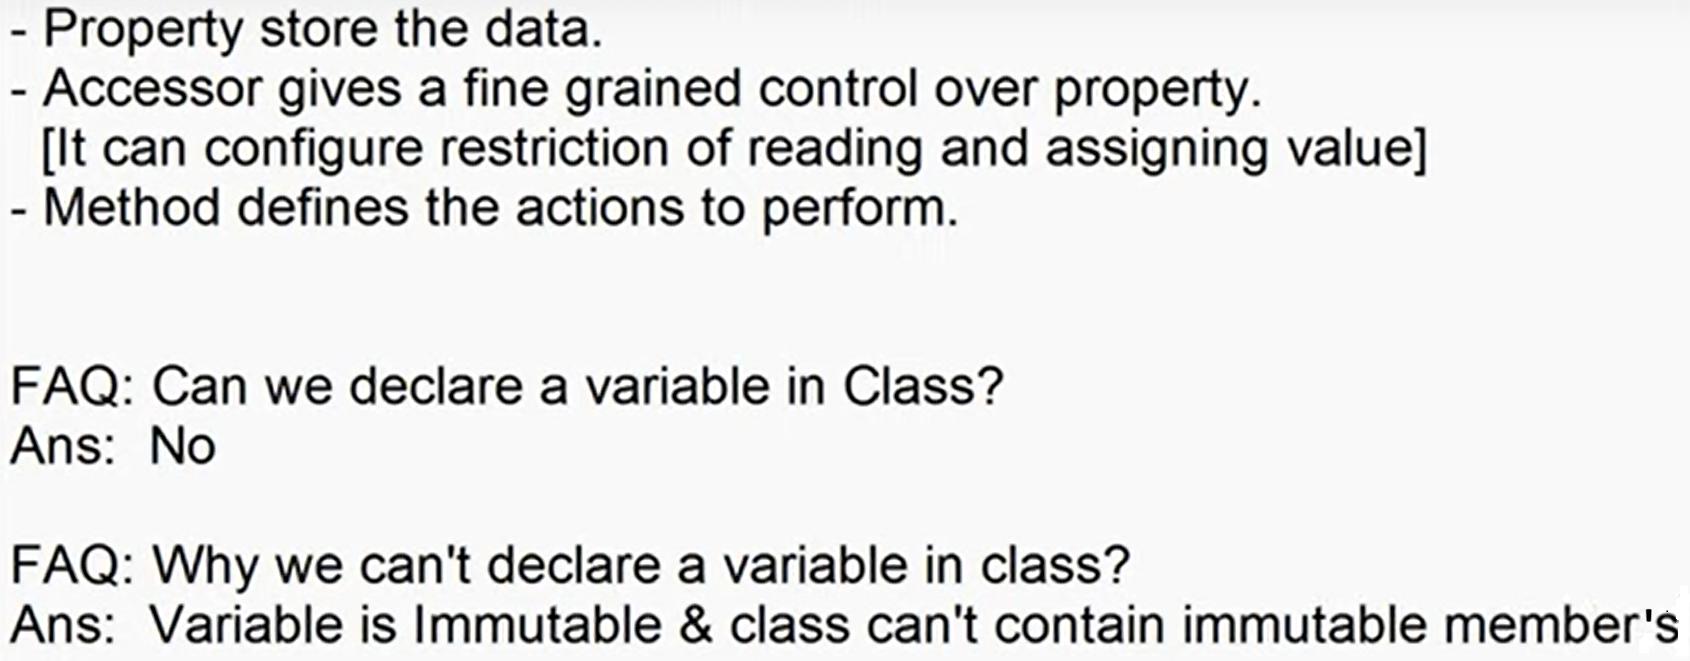 - Property store the data.
- Accessor gives a fine grained control over property.
[It can configure restriction of reading and assigning value]
- Method defines the actions to perform.
FAQ: Can we declare a variable in Class?
Ans: No
FAQ: Why we can't declare a variable in class?
Ans: Variable is Immutable & class can't contain immutable member's